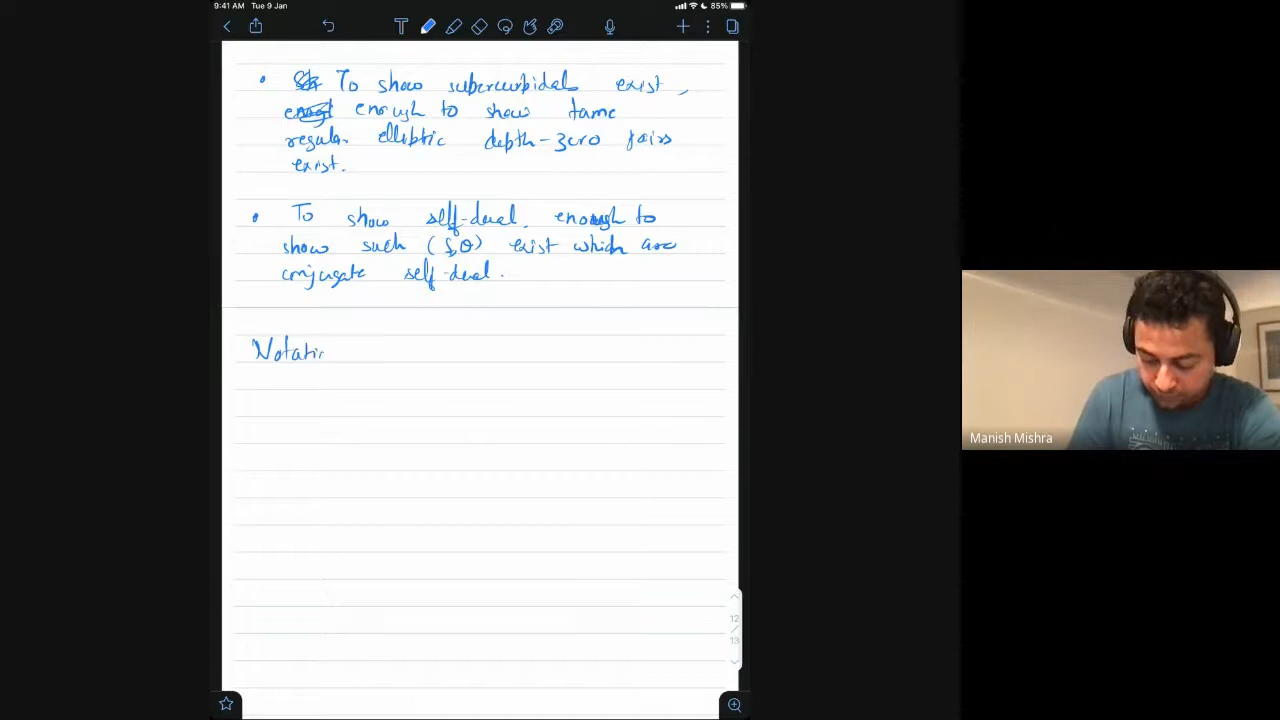 9:41 AM Tue 9 Jan
85%
To show supercuspidals exist,
enough to show tame
regular elliptic depth-zero pairs
exist.
To show self-dual, enough to
show such (S,θ) exist which are
conjugate self-dual.
Notati
12
13
Manish Mishra